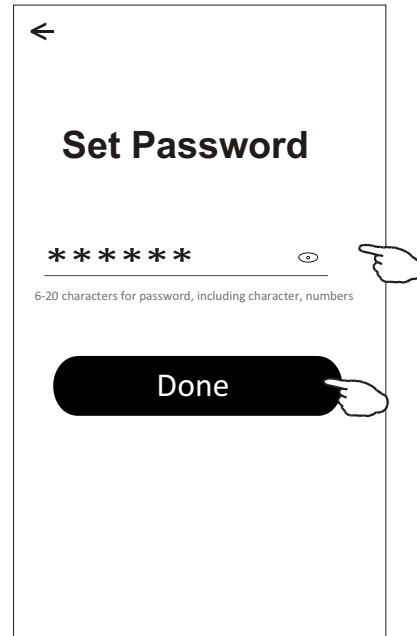 Set Password
******
6-20 characters for password, including character, numbers
Done